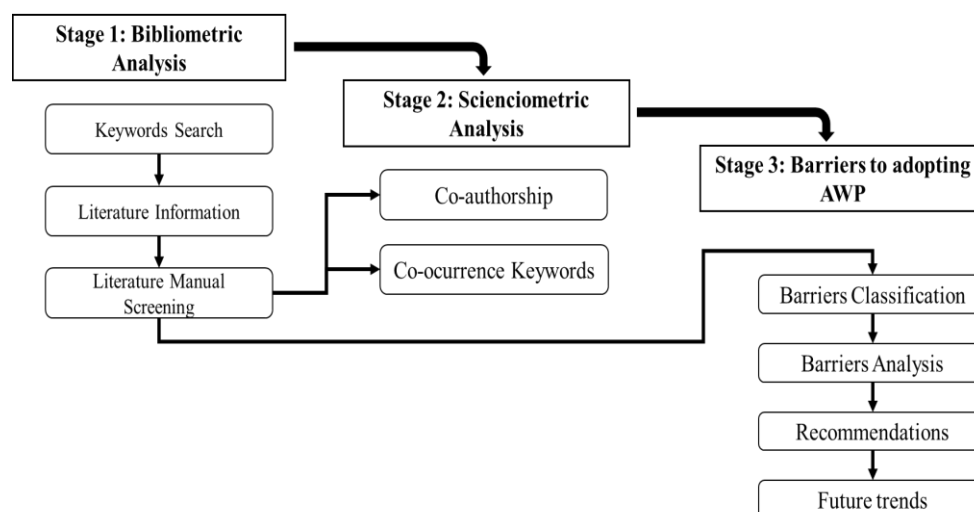 Stage 1: Bibliometric
Analysis
Keywords Search
Literature Information
Literature Manual
Screening
Stage 2: Scienciometric
Analysis
Co-authorship
Co-ocurrence Keywords
Stage 3: Barriers to adopting
AWP
Barriers Classification
Barriers Analysis
Recommendations
Future trends